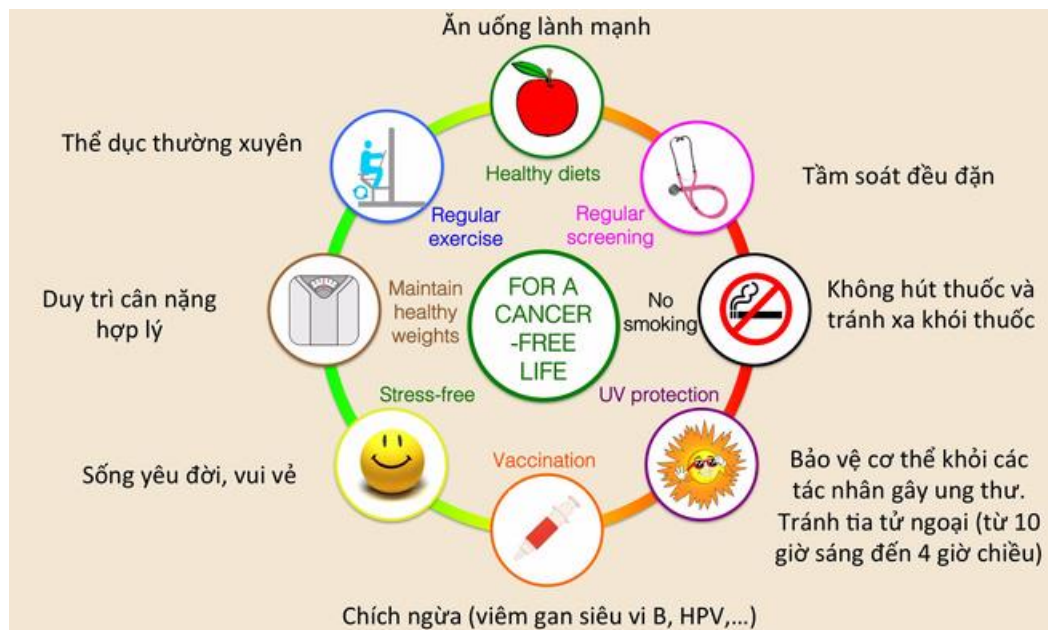 Ăn uống lành mạnh
Healthy diets
Thể dục thường xuyên
Regular
exercise
Regular
screening
Tầm soát đều đặn
Duy trì cân nặng
hợp lý
Maintain
healthy
weights
FOR A
CANCER
-FREE
LIFE
No
smoking
Không hút thuốc và
tránh xa khói thuốc
Stress-free
UV protection
Sống yêu đời, vui vẻ
Vaccination
Bảo vệ cơ thể khỏi các
tác nhân gây ung thư.
Tránh tia tử ngoại (từ 10
giờ sáng đến 4 giờ chiều)
Chích ngừa (viêm gan siêu vi B, HPV,...)